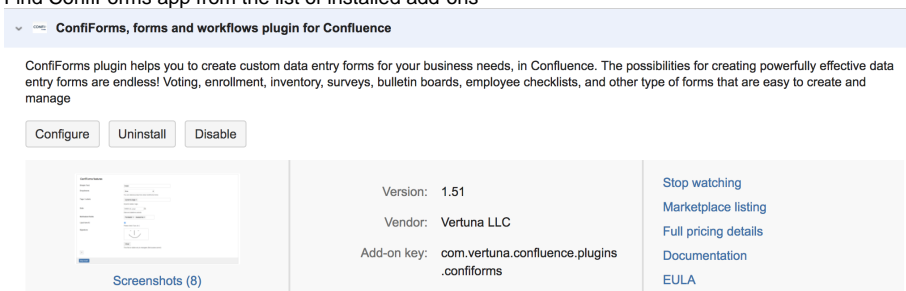 Find ConfiForms app from the list of installed add-ons
ConfiForms, forms and workflows plugin for Confluence
ConfiForms plugin helps you to create custom data entry forms for your business needs, in Confluence. The possibilities for creating powerfully effective data
entry forms are endless! Voting, enrollment, inventory, surveys, bulletin boards, employee checklists, and other type of forms that are easy to create and
manage
Configure Uninstall Disable
Version: 1.51
Vendor: Vertuna LLC
Add-on key: com.vertuna.confluence.plugins
.confiforms
Screenshots (8)
Stop watching
Marketplace listing
Full pricing details
Documentation
EULA